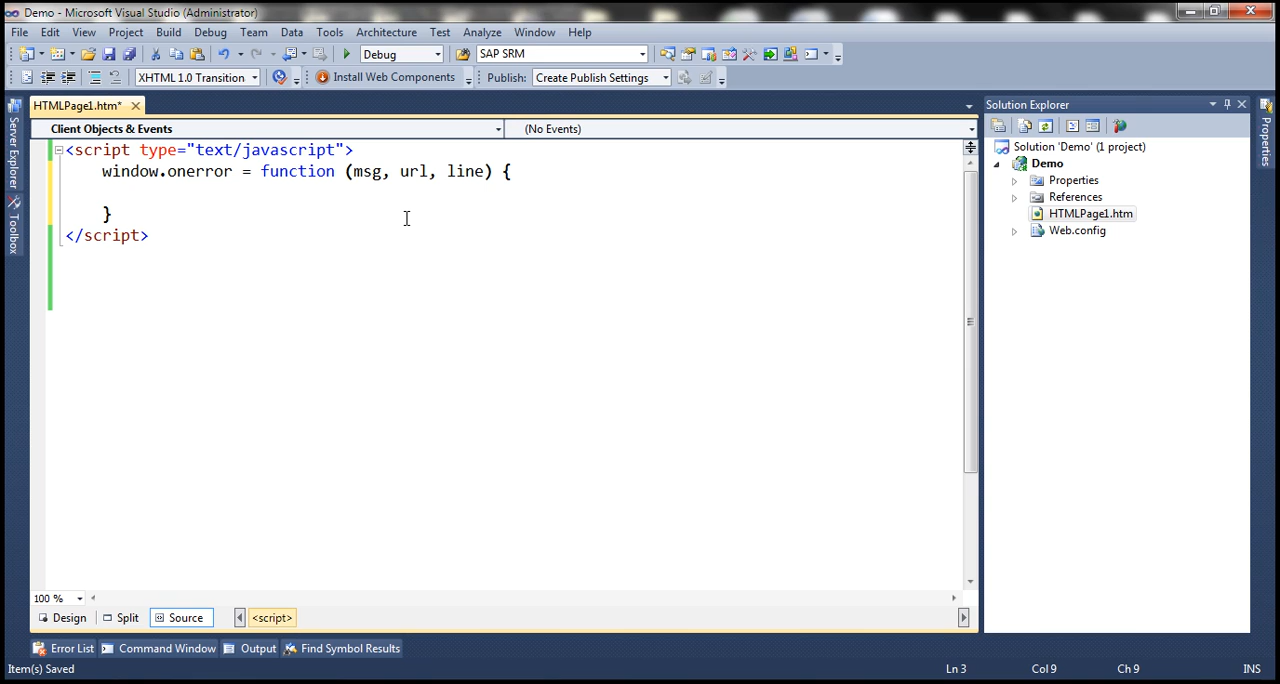 Demo - Microsoft Visual Studio (Administrator)
File Edit View Project Build Debug Team Data Tools Architecture Test Analyze Window Help
Debug SAP SRM
XHTML 1.0 Transition Install Web Components Publish: Create Publish Settings
HTMLPage1.htm*
Client Objects & Events (No Events)
<script type="text/javascript">
window.onerror = function (msg, url, line) {
}
</script>
100 %
Design Split Source <script>
Error List Command Window Output Find Symbol Results
Item(s) Saved Ln 3 Col 9 Ch 9 INS
Server Explorer
Toolbox
Solution Explorer
Solution 'Demo' (1 project)
Demo
Properties
References
HTMLPage1.htm
Web.config
Properties